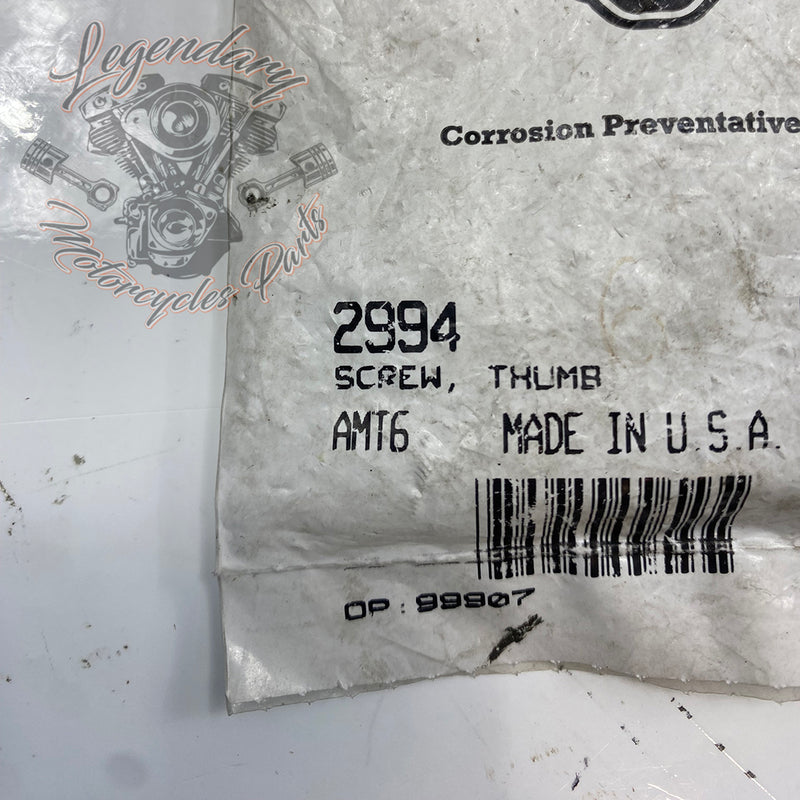 Legendary
Motorcycles Parts
Corrosion Preventative
2994
SCREW, THUMB
AMT6 MADE IN U.S.A.
OP:99907